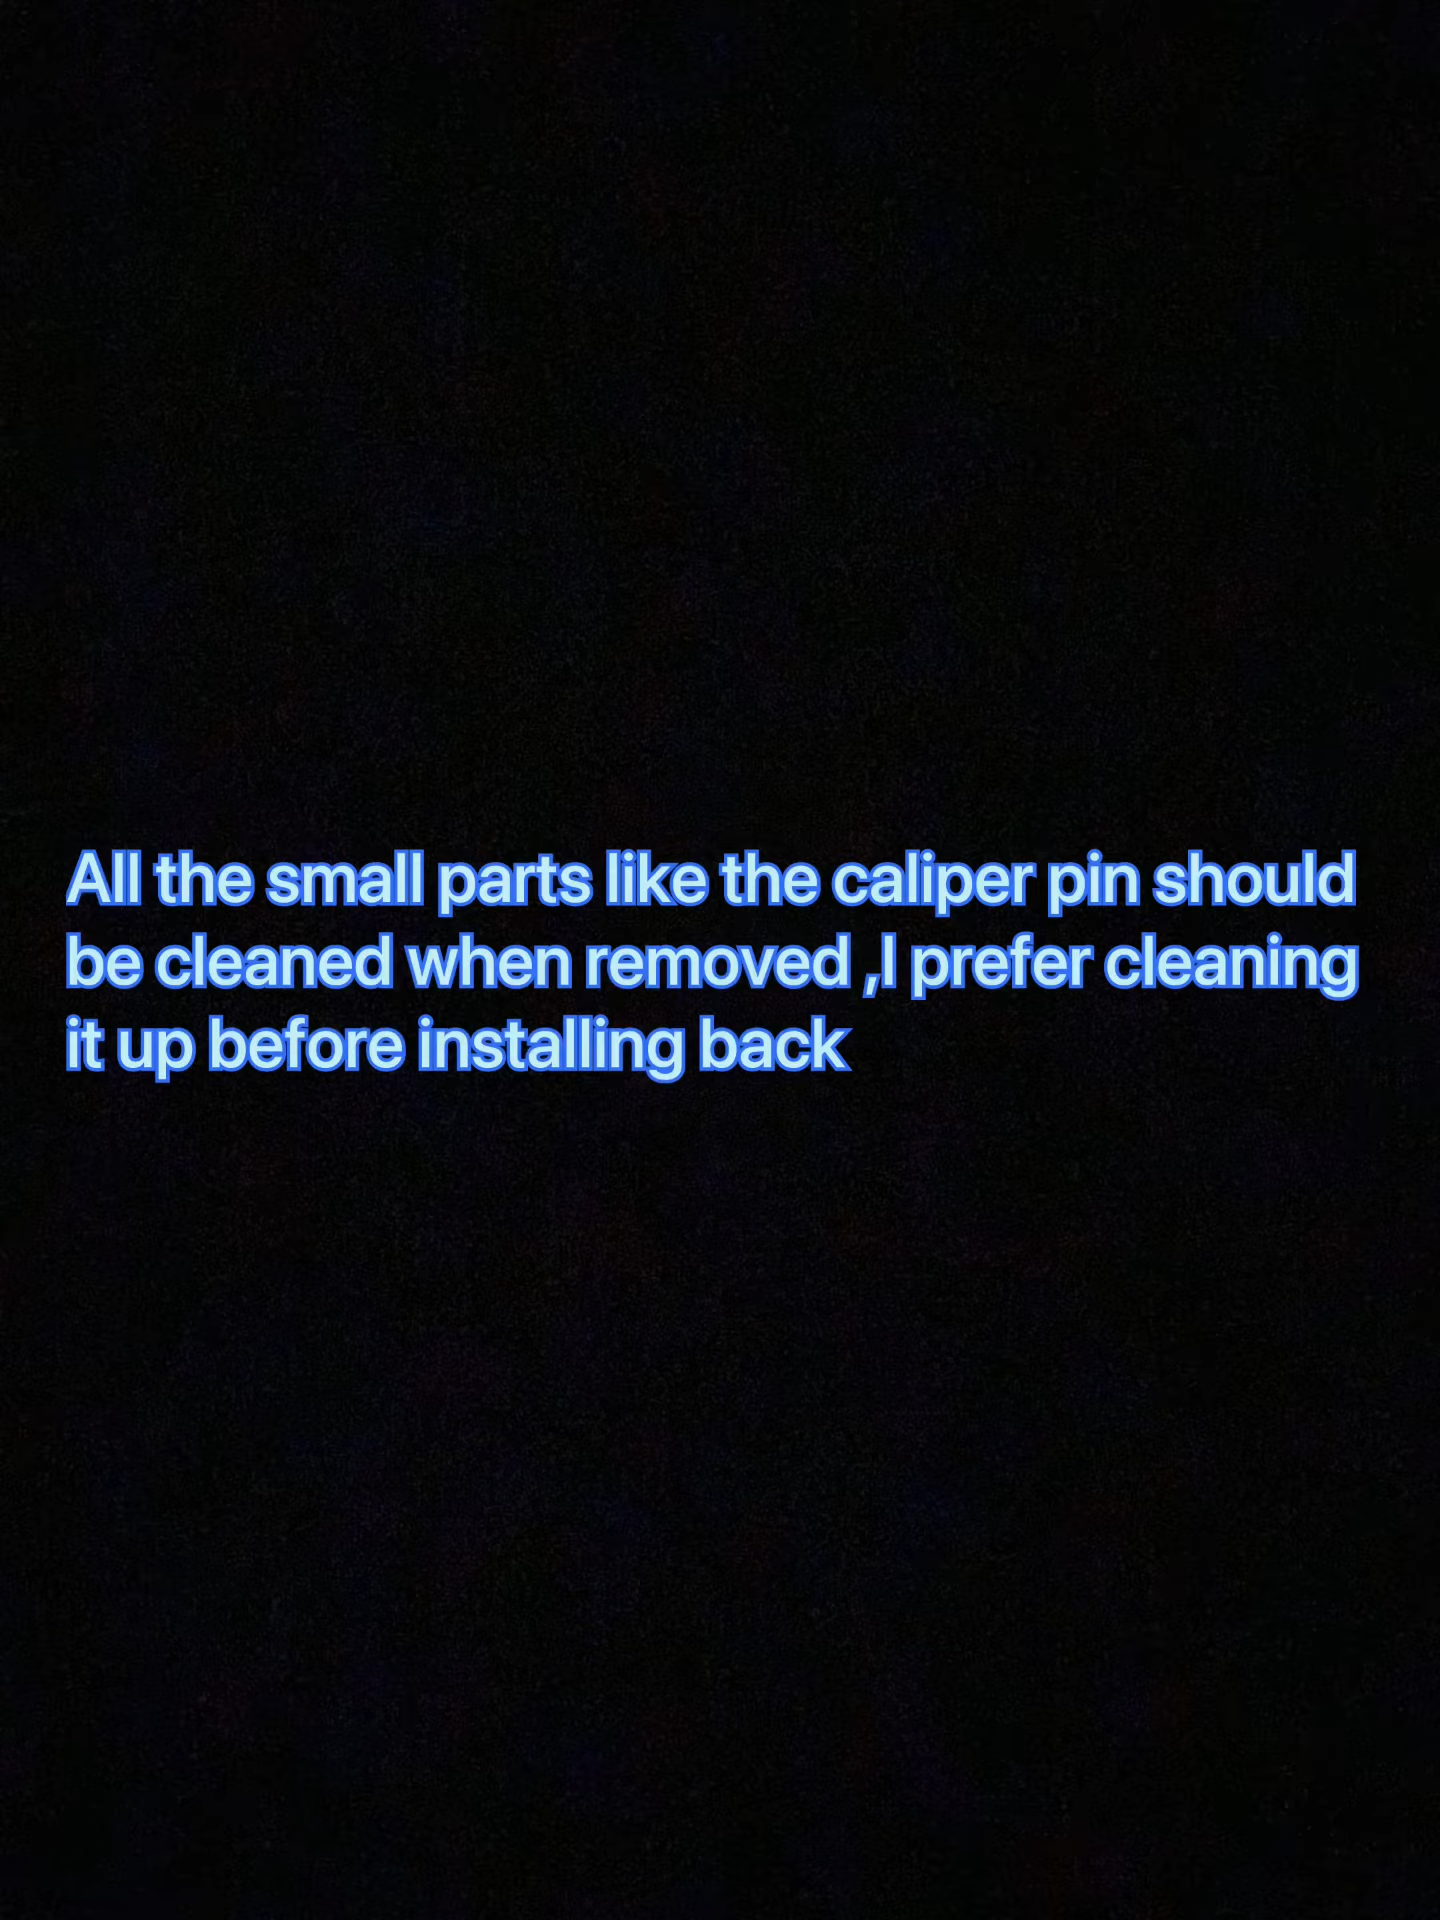 All the small parts like the caliper pin should
be cleaned when removed ,I prefer cleaning
it up before installing back